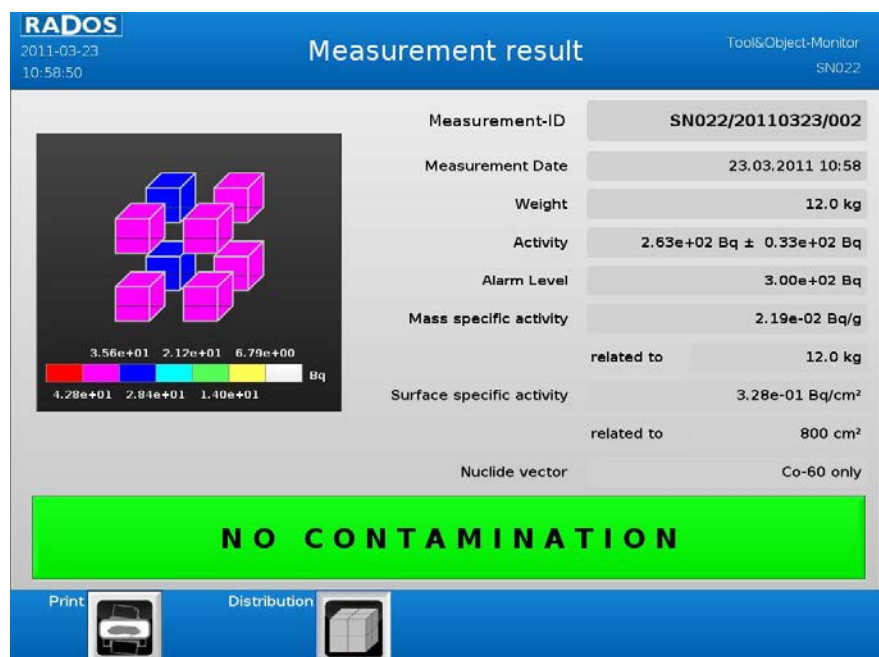 RADOS
2011-03-23
10:58:50
Measurement result
Tool&Object-Monitor
SN022
Measurement-ID SN022/20110323/002
Measurement Date 23.03.2011 10:58
Weight 12.0 kg
Activity 2.63e+02 Bq ± 0.33e+02 Bq
Alarm Level 3.00e+02 Bq
Mass specific activity 2.19e-02 Bq/g
related to 12.0 kg
Surface specific activity 3.28e-01 Bq/cm²
related to 800 cm²
Nuclide vector Co-60 only
3.56e+01 2.12e+01 6.79e+00
Bq
4.28e+01 2.84e+01 1.40e+01
NO CONTAMINATION
Print
Distribution